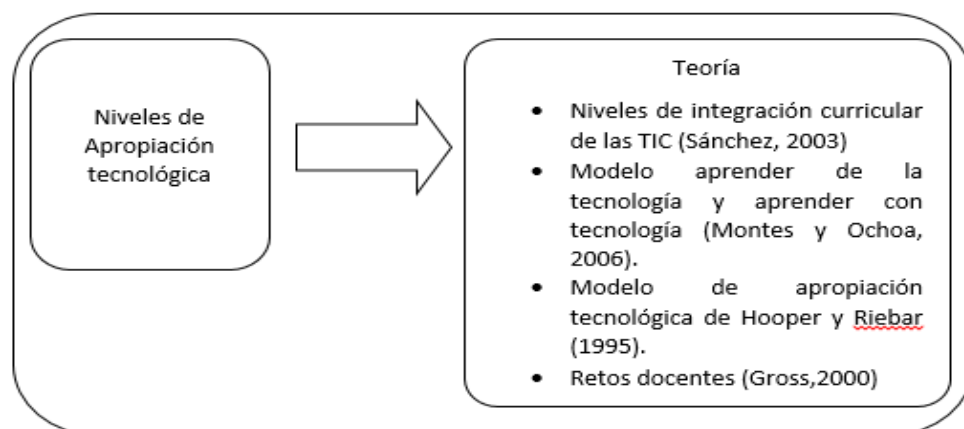 Niveles de
Apropiación
tecnológica
Teoría
• Niveles de integración curricular
de las TIC (Sánchez, 2003)
• Modelo aprender de la
tecnología y aprender con
tecnología (Montes y Ochoa,
2006).
• Modelo de apropiación
tecnológica de Hooper y Riebar
(1995).
• Retos docentes (Gross,2000)